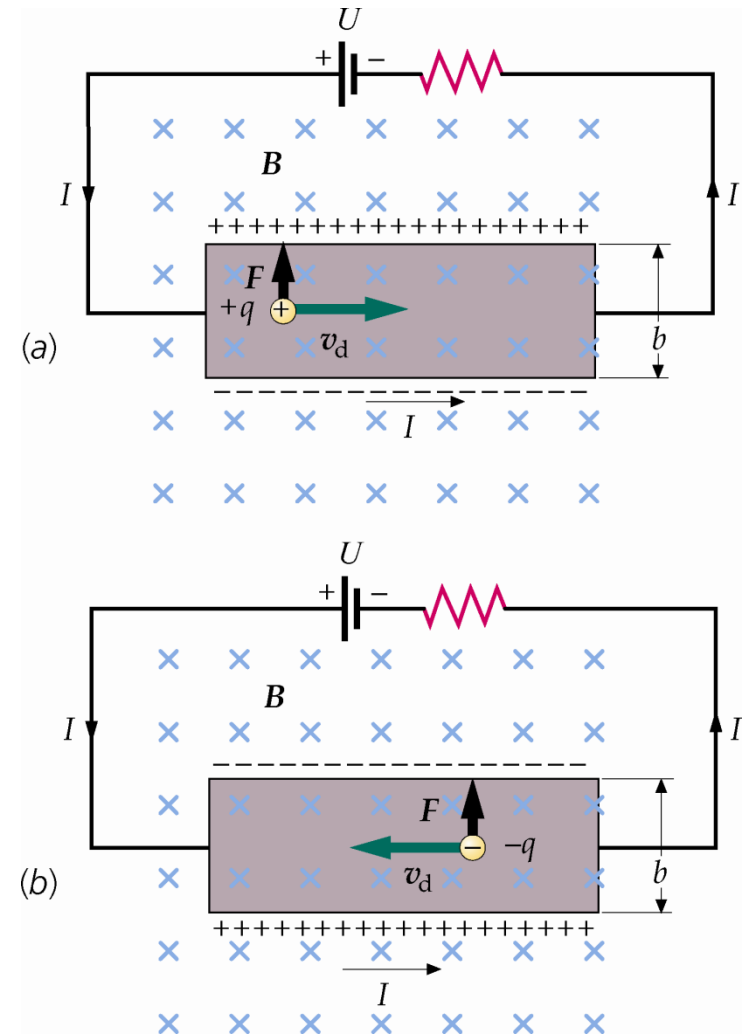 U
+ −
B
I I
+ + + + + + + + + + + + + + + + + + +
F
+q +
v_d
b
(a)
− − − − − − − − − − − − − − − − − −
I
U
+ −
B
I I
− − − − − − − − − − − − − − − − − −
F
− −q
v_d
b
(b)
+ + + + + + + + + + + + + + + + + + +
I